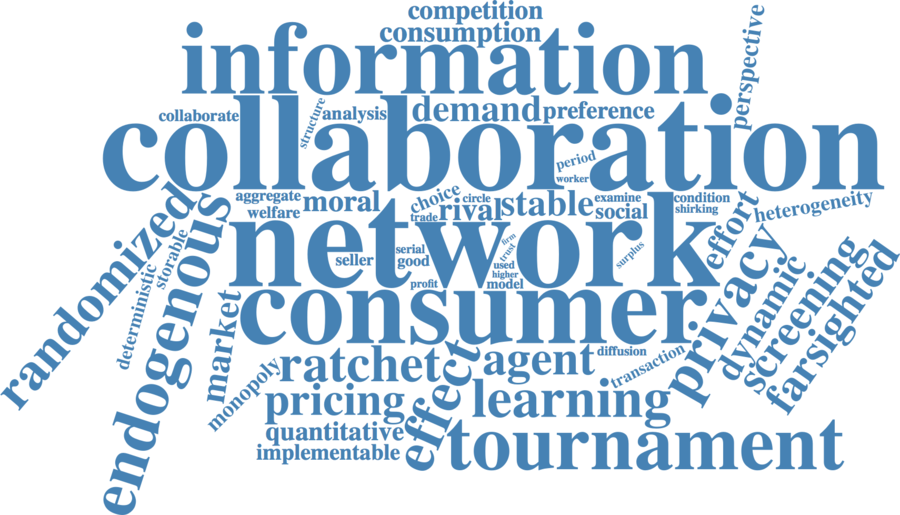 competition
consumption
perspective
information
collaborate
structure
analysis
demand
preference
collaboration
period
worker
aggregate
welfare
moral
choice
trade
circle
rival
stable
examine
social
condition
shirking
effort
heterogeneity
randomized
endogenous
storable
deterministic
network
seller
serial
good
profit
firm
trust
used
higher
model
surplus
consumer
privacy
dynamic
screening
farsighted
market
monopoly
ratchet
effect
agent
diffusion
transaction
pricing
learning
quantitative
implementable
tournament